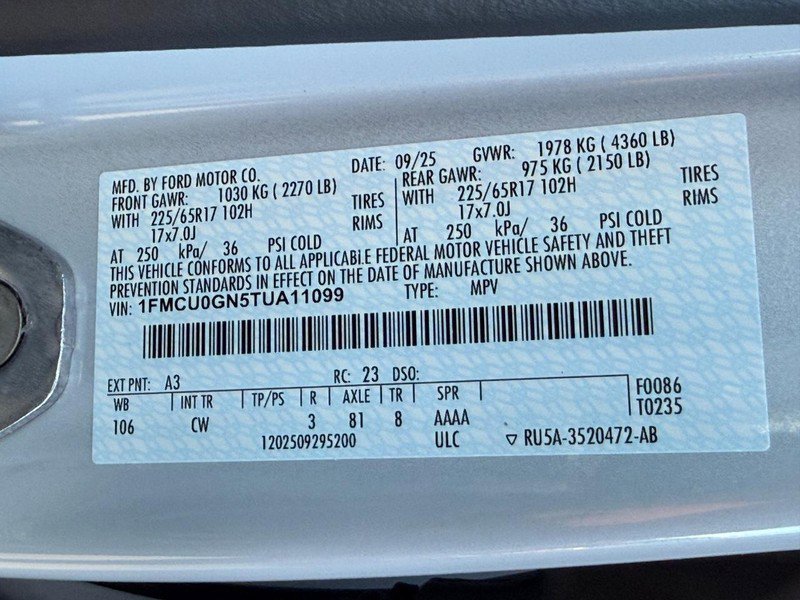 MFD. BY FORD MOTOR CO. DATE: 09/25 GVWR: 1978 KG ( 4360 LB)
FRONT GAWR: 1030 KG ( 2270 LB) REAR GAWR: 975 KG ( 2150 LB)
WITH 225/65R17 102H TIRES 225/65R17 102H TIRES
17x7.0J RIMS WITH 17x7.0J RIMS
AT 250 kPa/ 36 PSI COLD AT 250 kPa/ 36 PSI COLD
THIS VEHICLE CONFORMS TO ALL APPLICABLE FEDERAL MOTOR VEHICLE SAFETY AND THEFT
PREVENTION STANDARDS IN EFFECT ON THE DATE OF MANUFACTURE SHOWN ABOVE.
VIN: 1FMCU0GN5TUA11099 TYPE: MPV
EXT PNT: A3 RC: 23 DSO:
WB INT TR TP/PS R AXLE TR SPR F0086
106 CW 3 81 8 AAAA T0235
1202509295200 ULC ▽ RU5A-3520472-AB